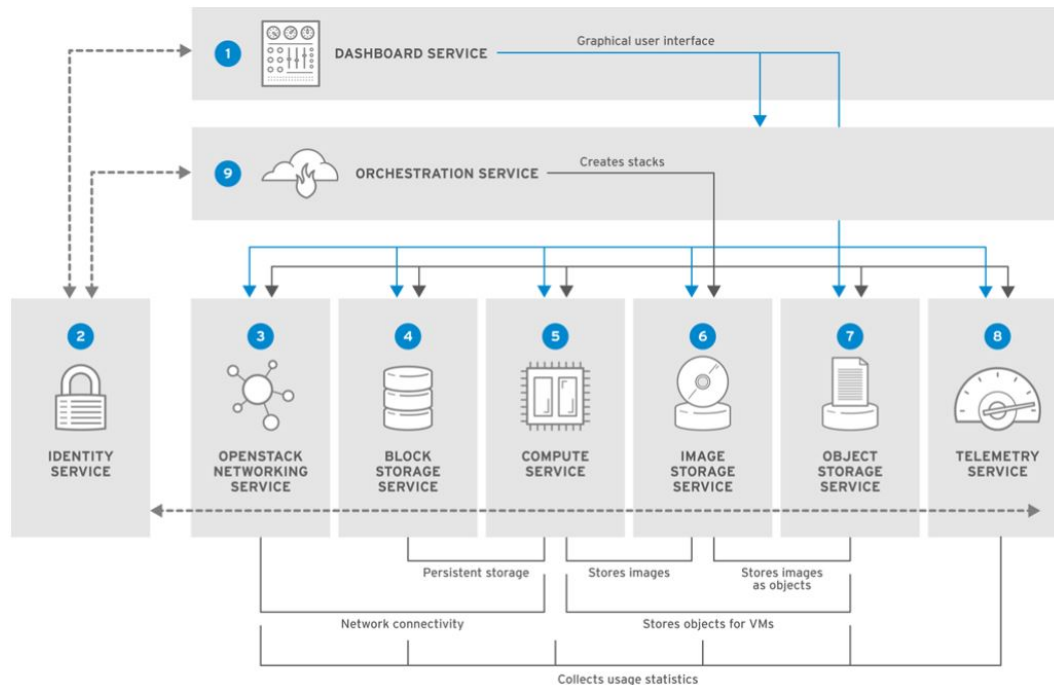 1
DASHBOARD SERVICE
Graphical user interface
9
ORCHESTRATION SERVICE
Creates stacks
2
IDENTITY
SERVICE
3
OPENSTACK
NETWORKING
SERVICE
4
BLOCK
STORAGE
SERVICE
5
COMPUTE
SERVICE
6
IMAGE
STORAGE
SERVICE
7
OBJECT
STORAGE
SERVICE
8
TELEMETRY
SERVICE
Persistent storage
Stores images
Stores images
as objects
Network connectivity
Stores objects for VMs
Collects usage statistics